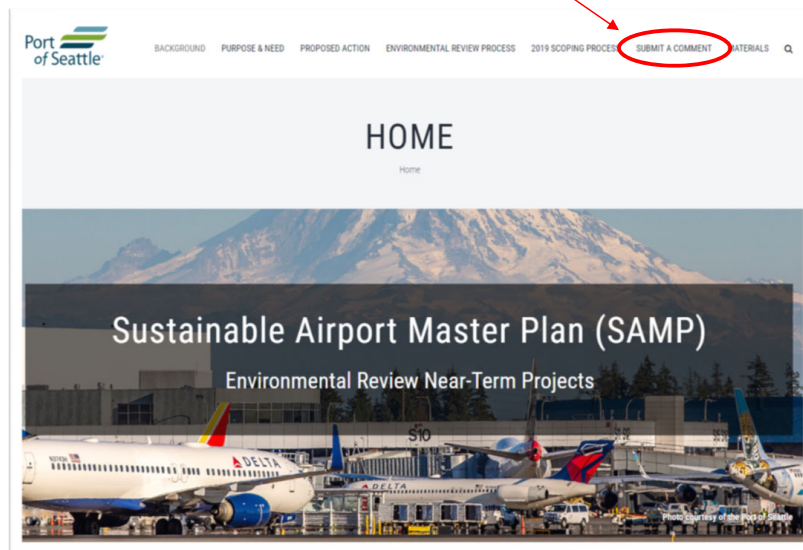 Port
of Seattle
BACKGROUND PURPOSE & NEED PROPOSED ACTION ENVIRONMENTAL REVIEW PROCESS 2019 SCOPING PROCESS SUBMIT A COMMENT MATERIALS
HOME
Home
Sustainable Airport Master Plan (SAMP)
Environmental Review Near-Term Projects
S10
DELTA
DELTA
Photo courtesy of the Port of Seattle